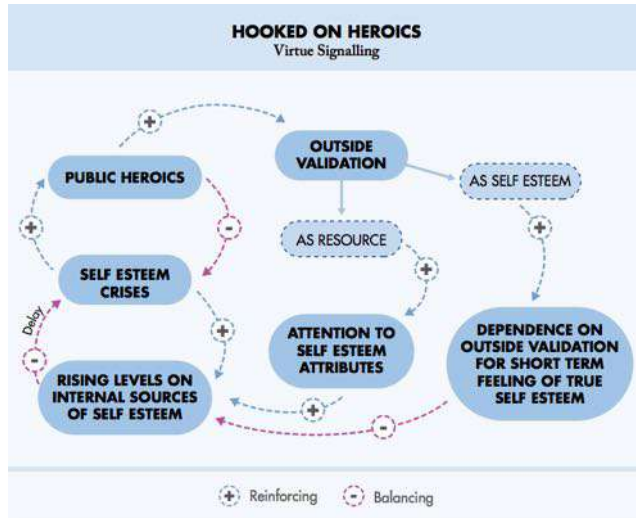 HOOKED ON HEROICS
Virtue Signalling
+
OUTSIDE
VALIDATION
PUBLIC HEROICS
AS SELF ESTEEM
+
-
+
AS RESOURCE
+
SELF ESTEEM
CRISES
Delay
+
-
ATTENTION TO
SELF ESTEEM
ATTRIBUTES
DEPENDENCE ON
OUTSIDE VALIDATION
FOR SHORT TERM
FEELING OF TRUE
SELF ESTEEM
RISING LEVELS ON
INTERNAL SOURCES
OF SELF ESTEEM
+
-
+ Reinforcing
- Balancing